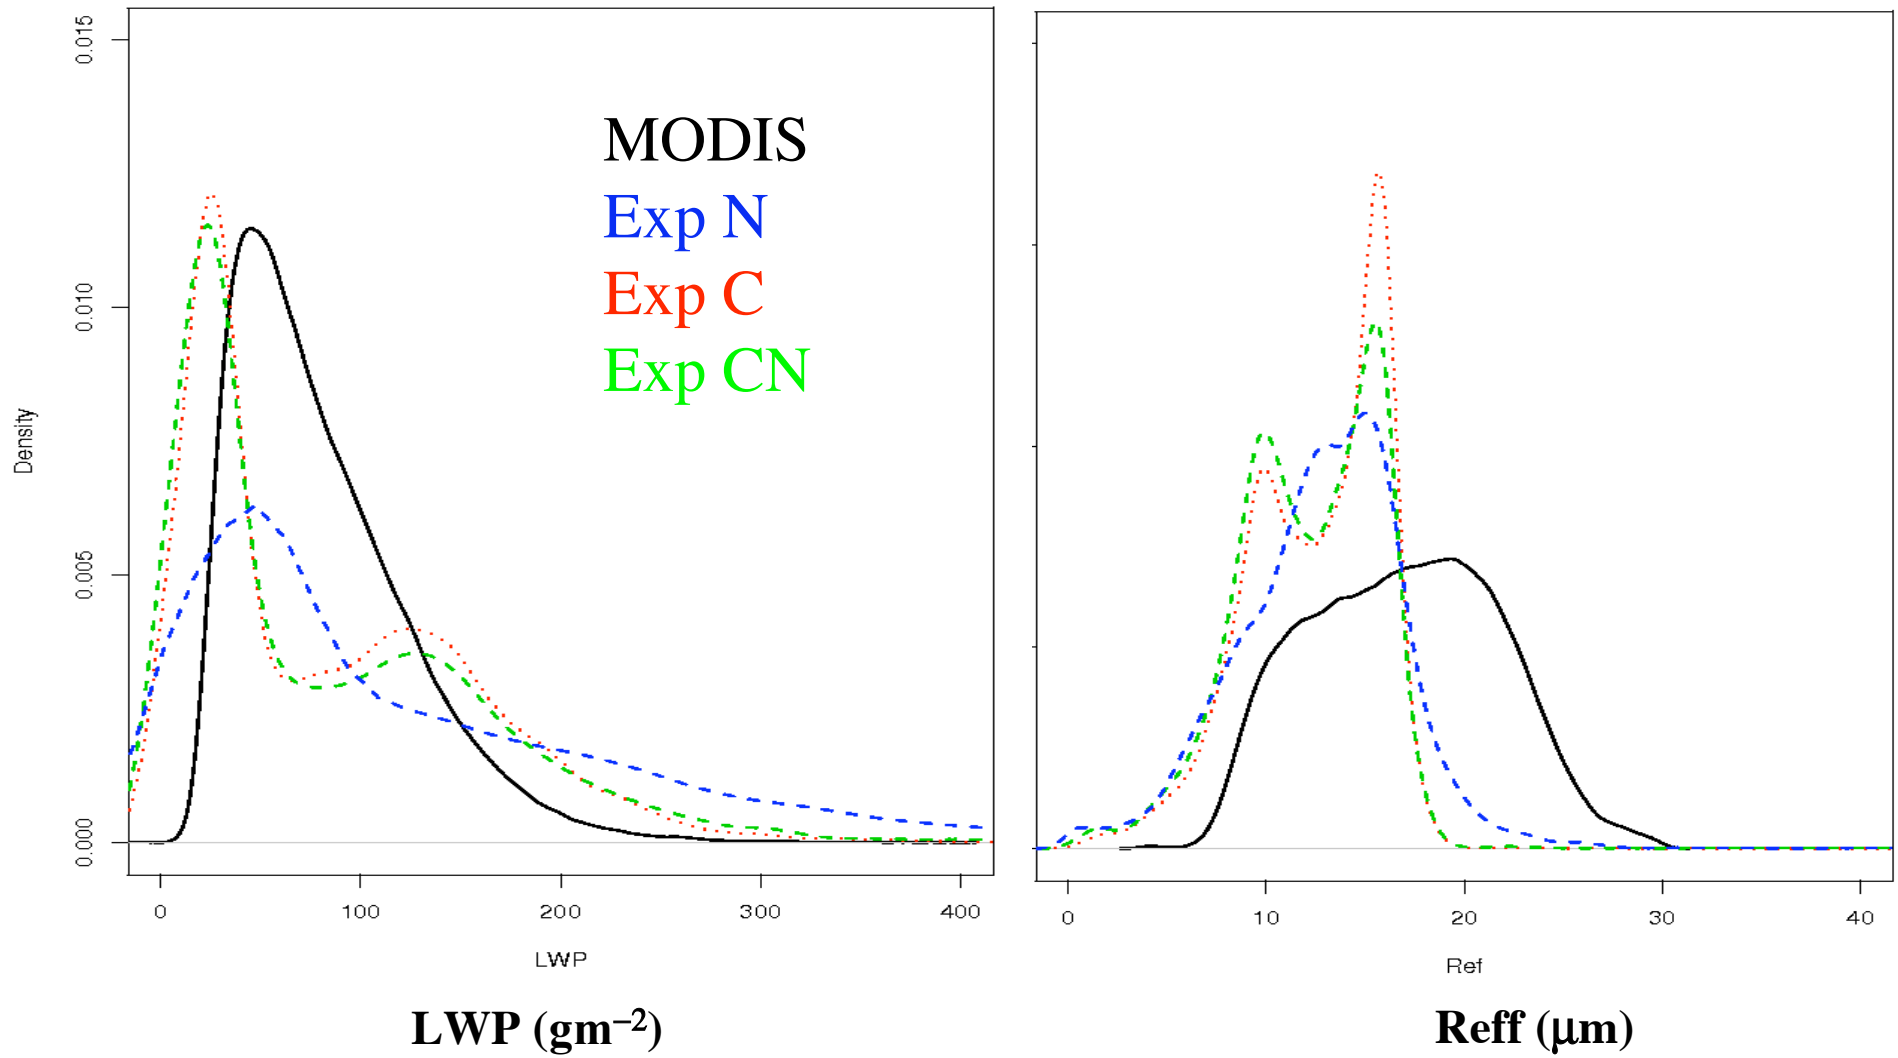 0.015
0.010
0.005
0.000
Density
MODIS
Exp N
Exp C
Exp CN
0 100 200 300 400
LWP
LWP (gm−2)
0 10 20 30 40
Ref
Reff (μm)